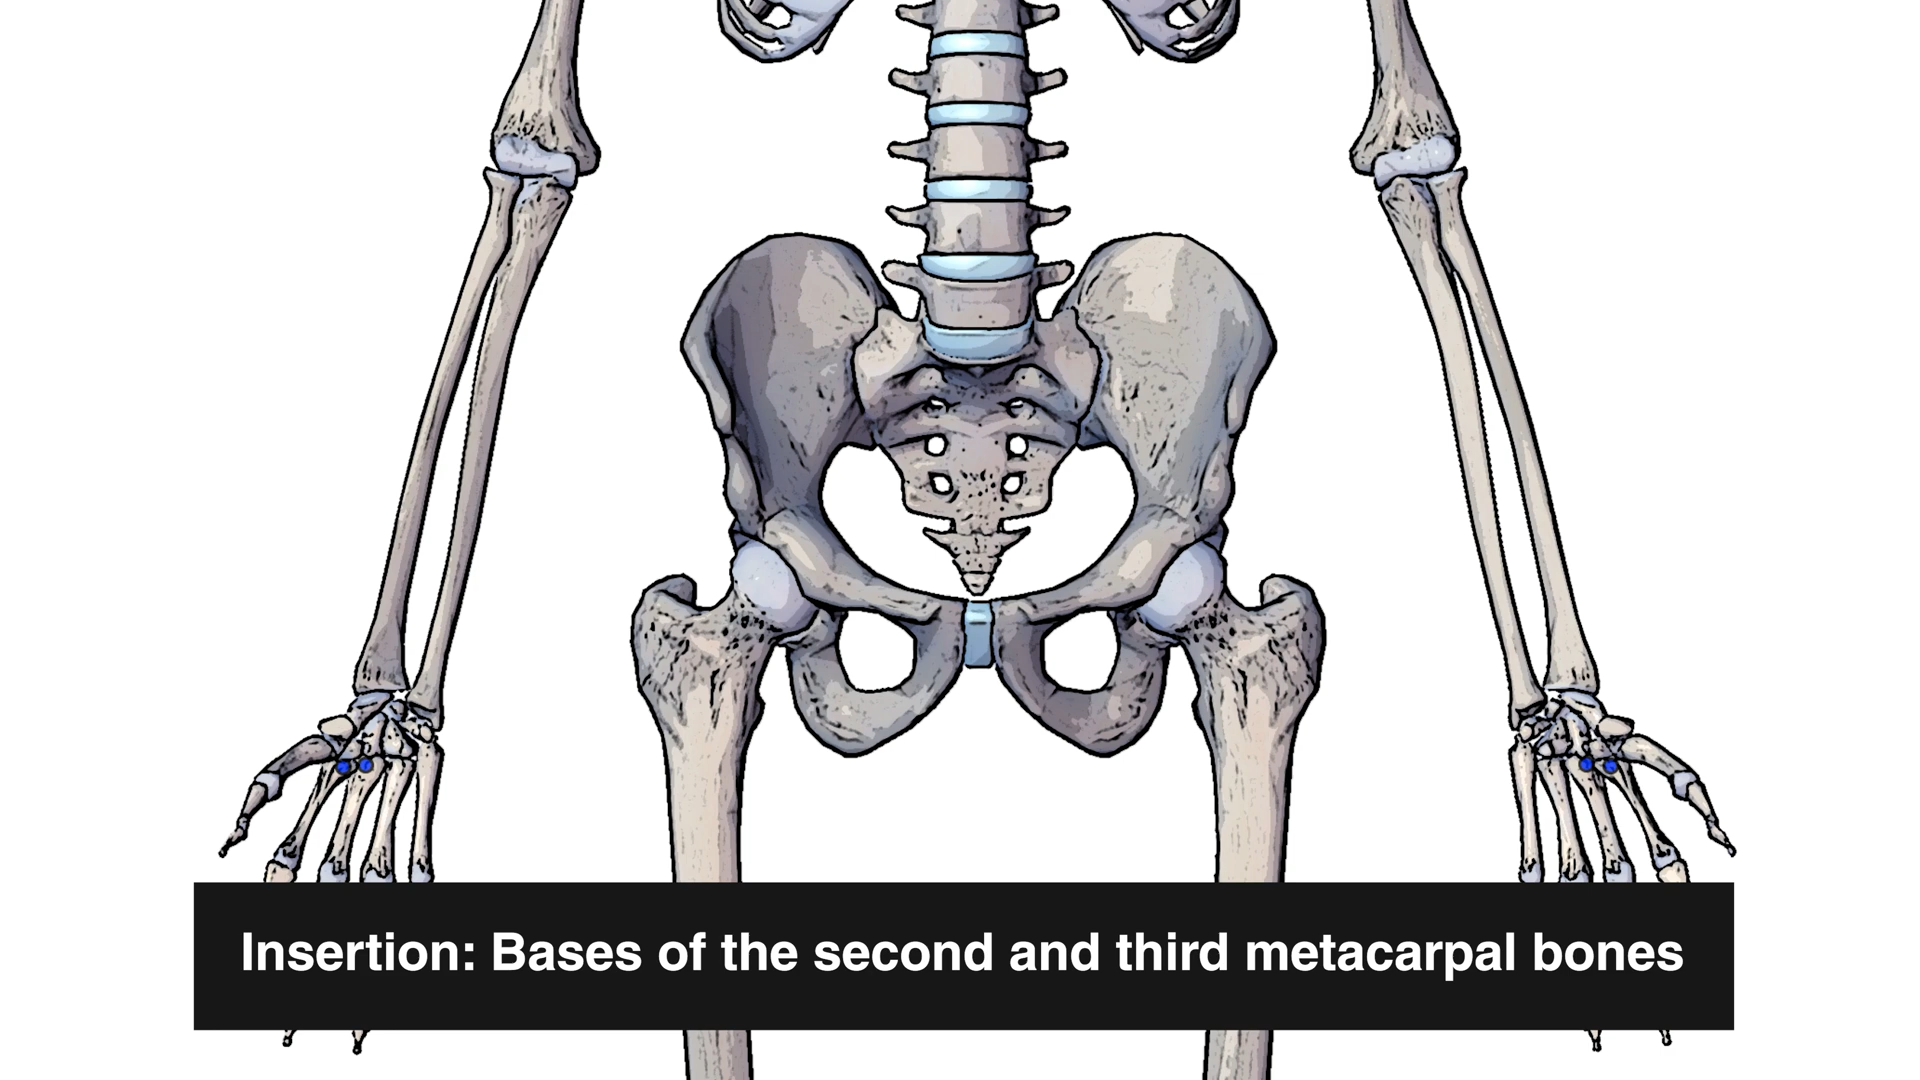 Insertion: Bases of the second and third metacarpal bones